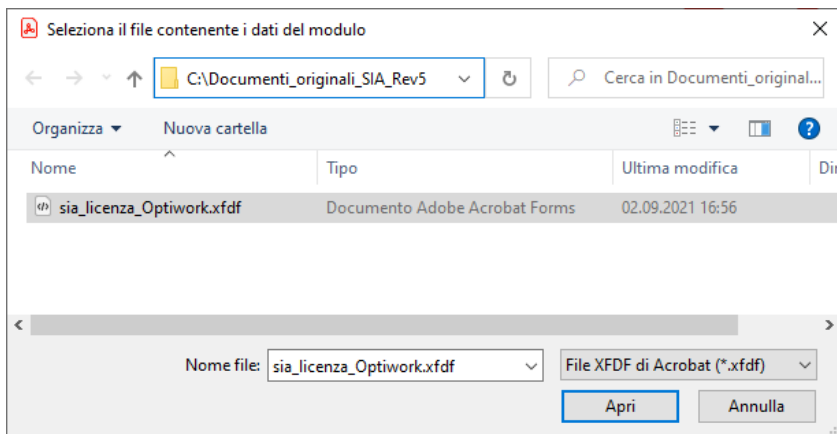 Seleziona il file contenente i dati del modulo
C:\Documenti_originali_SIA_Rev5
Cerca in Documenti_original...
Organizza
Nuova cartella
Nome
Tipo
Ultima modifica
Di
sia_licenza_Optiwork.xfdf
Documento Adobe Acrobat Forms
02.09.2021 16:56
Nome file:
sia_licenza_Optiwork.xfdf
File XFDF di Acrobat (*.xfdf)
Apri
Annulla